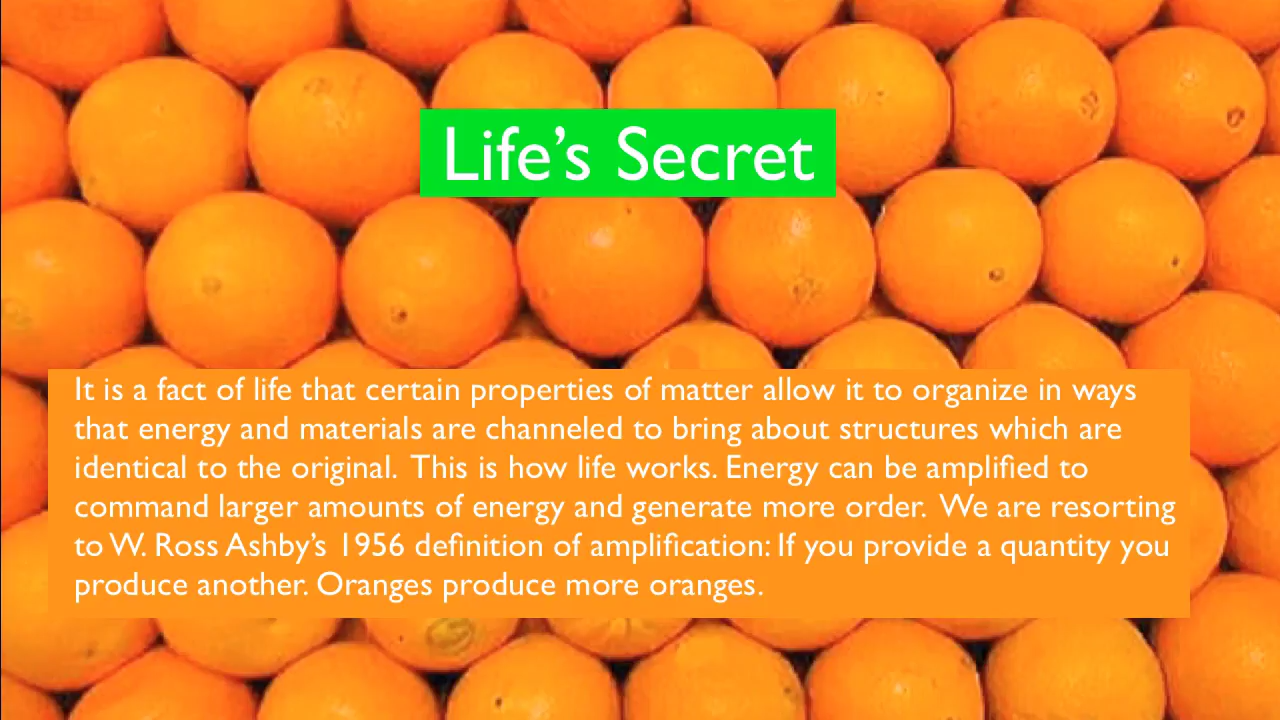 Life's Secret
It is a fact of life that certain properties of matter allow it to organize in ways
that energy and materials are channeled to bring about structures which are
identical to the original.  This is how life works. Energy can be amplified to
command larger amounts of energy and generate more order.  We are resorting
to W. Ross Ashby's 1956 definition of amplification: If you provide a quantity you
produce another. Oranges produce more oranges.